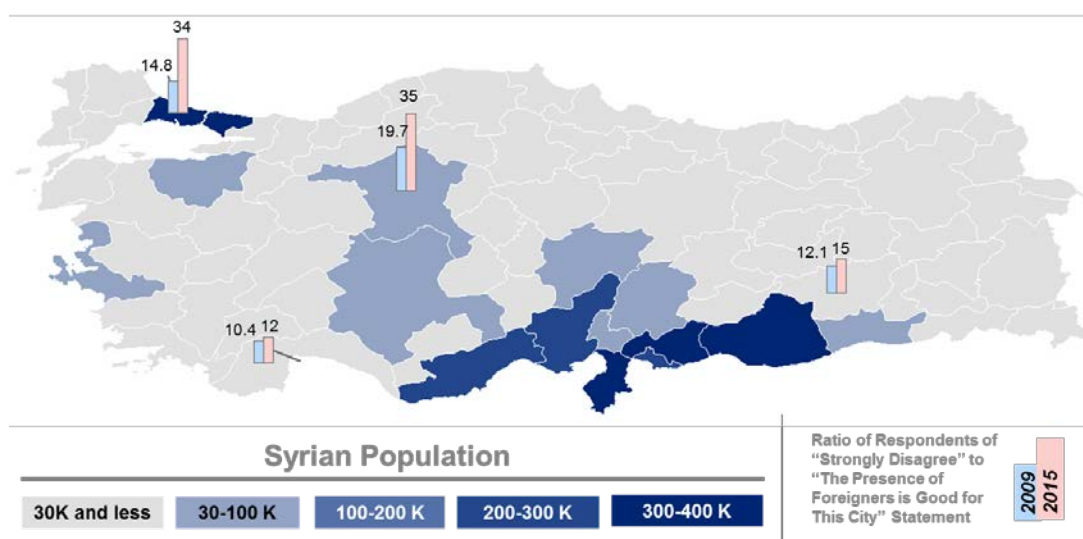 34
14.8
35
19.7
12.1 15
10.4 12
Syrian Population
30K and less
30-100 K
100-200 K
200-300 K
300-400 K
Ratio of Respondents of
“Strongly Disagree” to
“The Presence of
Foreigners is Good for
This City” Statement
2009
2015